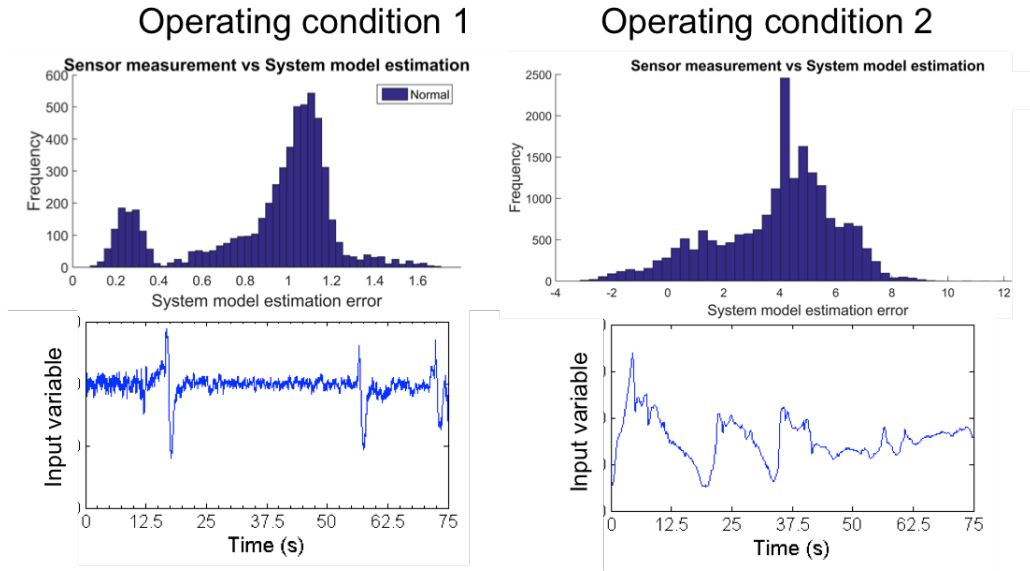 Operating condition 1
Operating condition 2
Sensor measurement vs System model estimation
600
500
400
300
200
100
0
Frequency
Normal
0 0.2 0.4 0.6 0.8 1 1.2 1.4 1.6
System model estimation error
Sensor measurement vs System model estimation
2500
2000
1500
1000
500
0
Frequency
-4 -2 0 2 4 6 8 10 12
System model estimation error
Input variable
0 12.5 25 37.5 50 62.5 75
Time (s)
Input variable
0 12.5 25 37.5 50 62.5 75
Time (s)